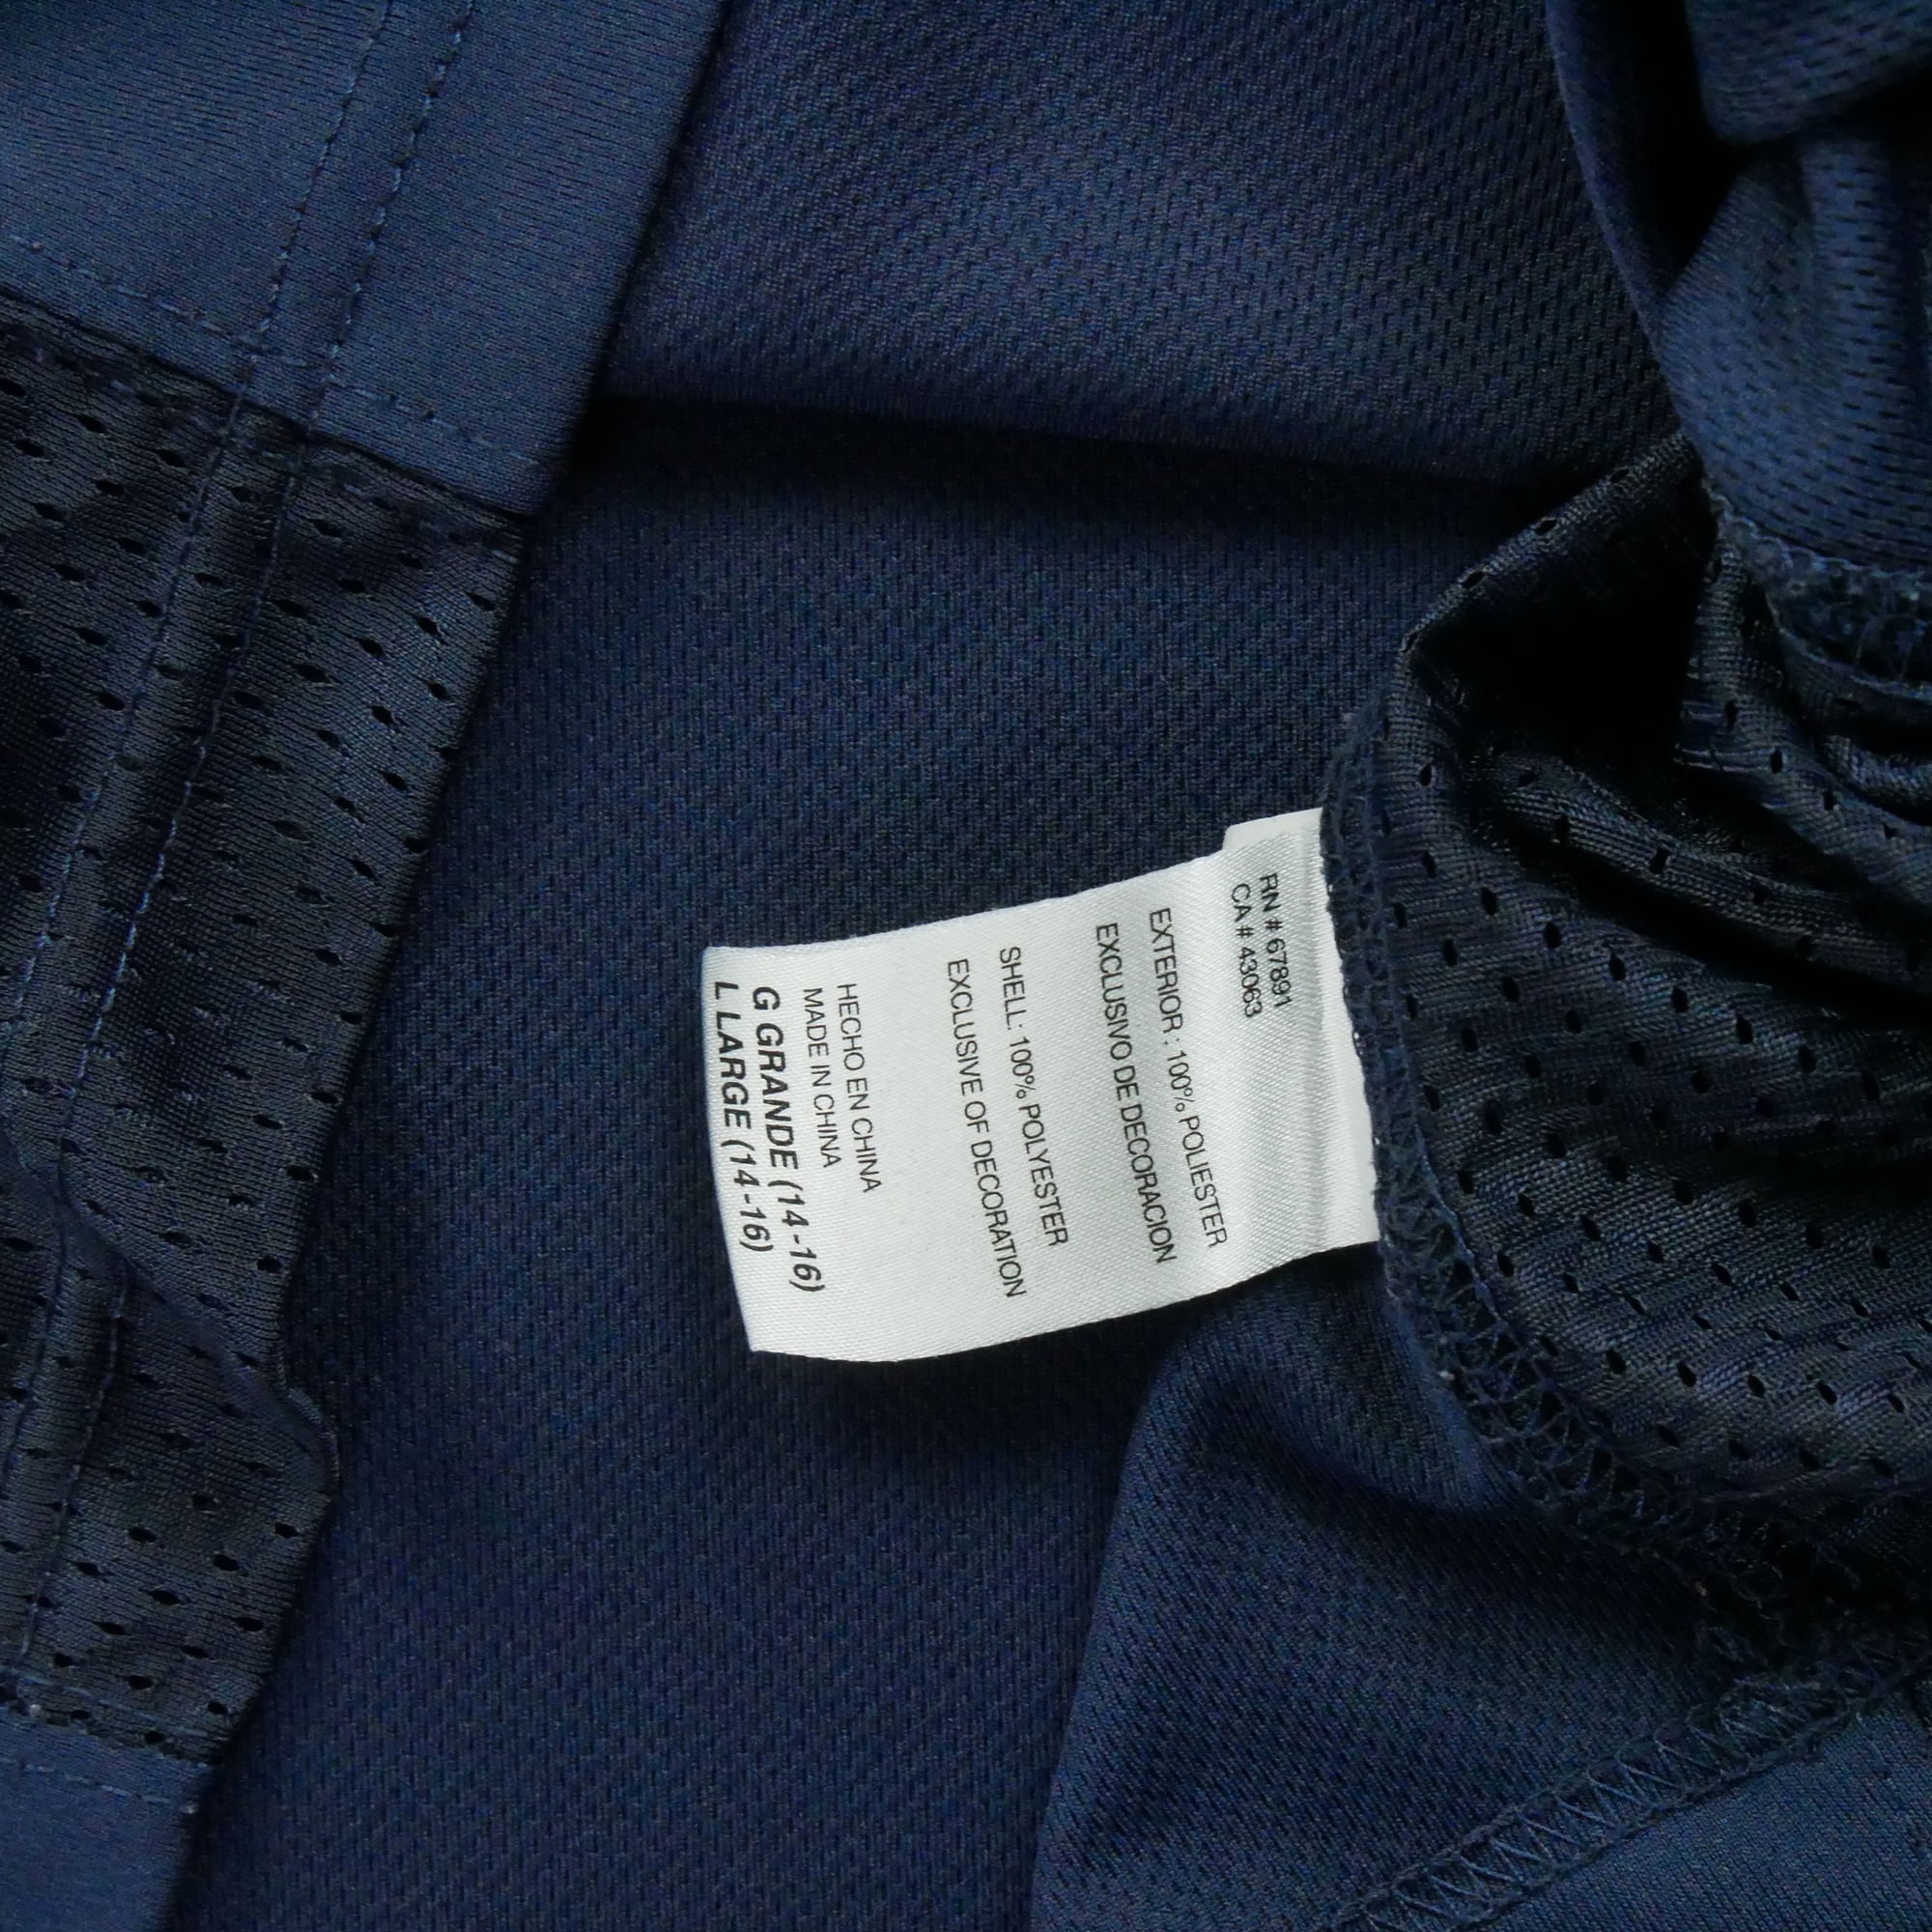 RN # 67891
CA # 43063
EXTERIOR : 100% POLIESTER
EXCLUSIVO DE DECORACION
SHELL: 100% POLYESTER
EXCLUSIVE OF DECORATION
HECHO EN CHINA
MADE IN CHINA
G GRANDE (14-16)
L LARGE (14-16)